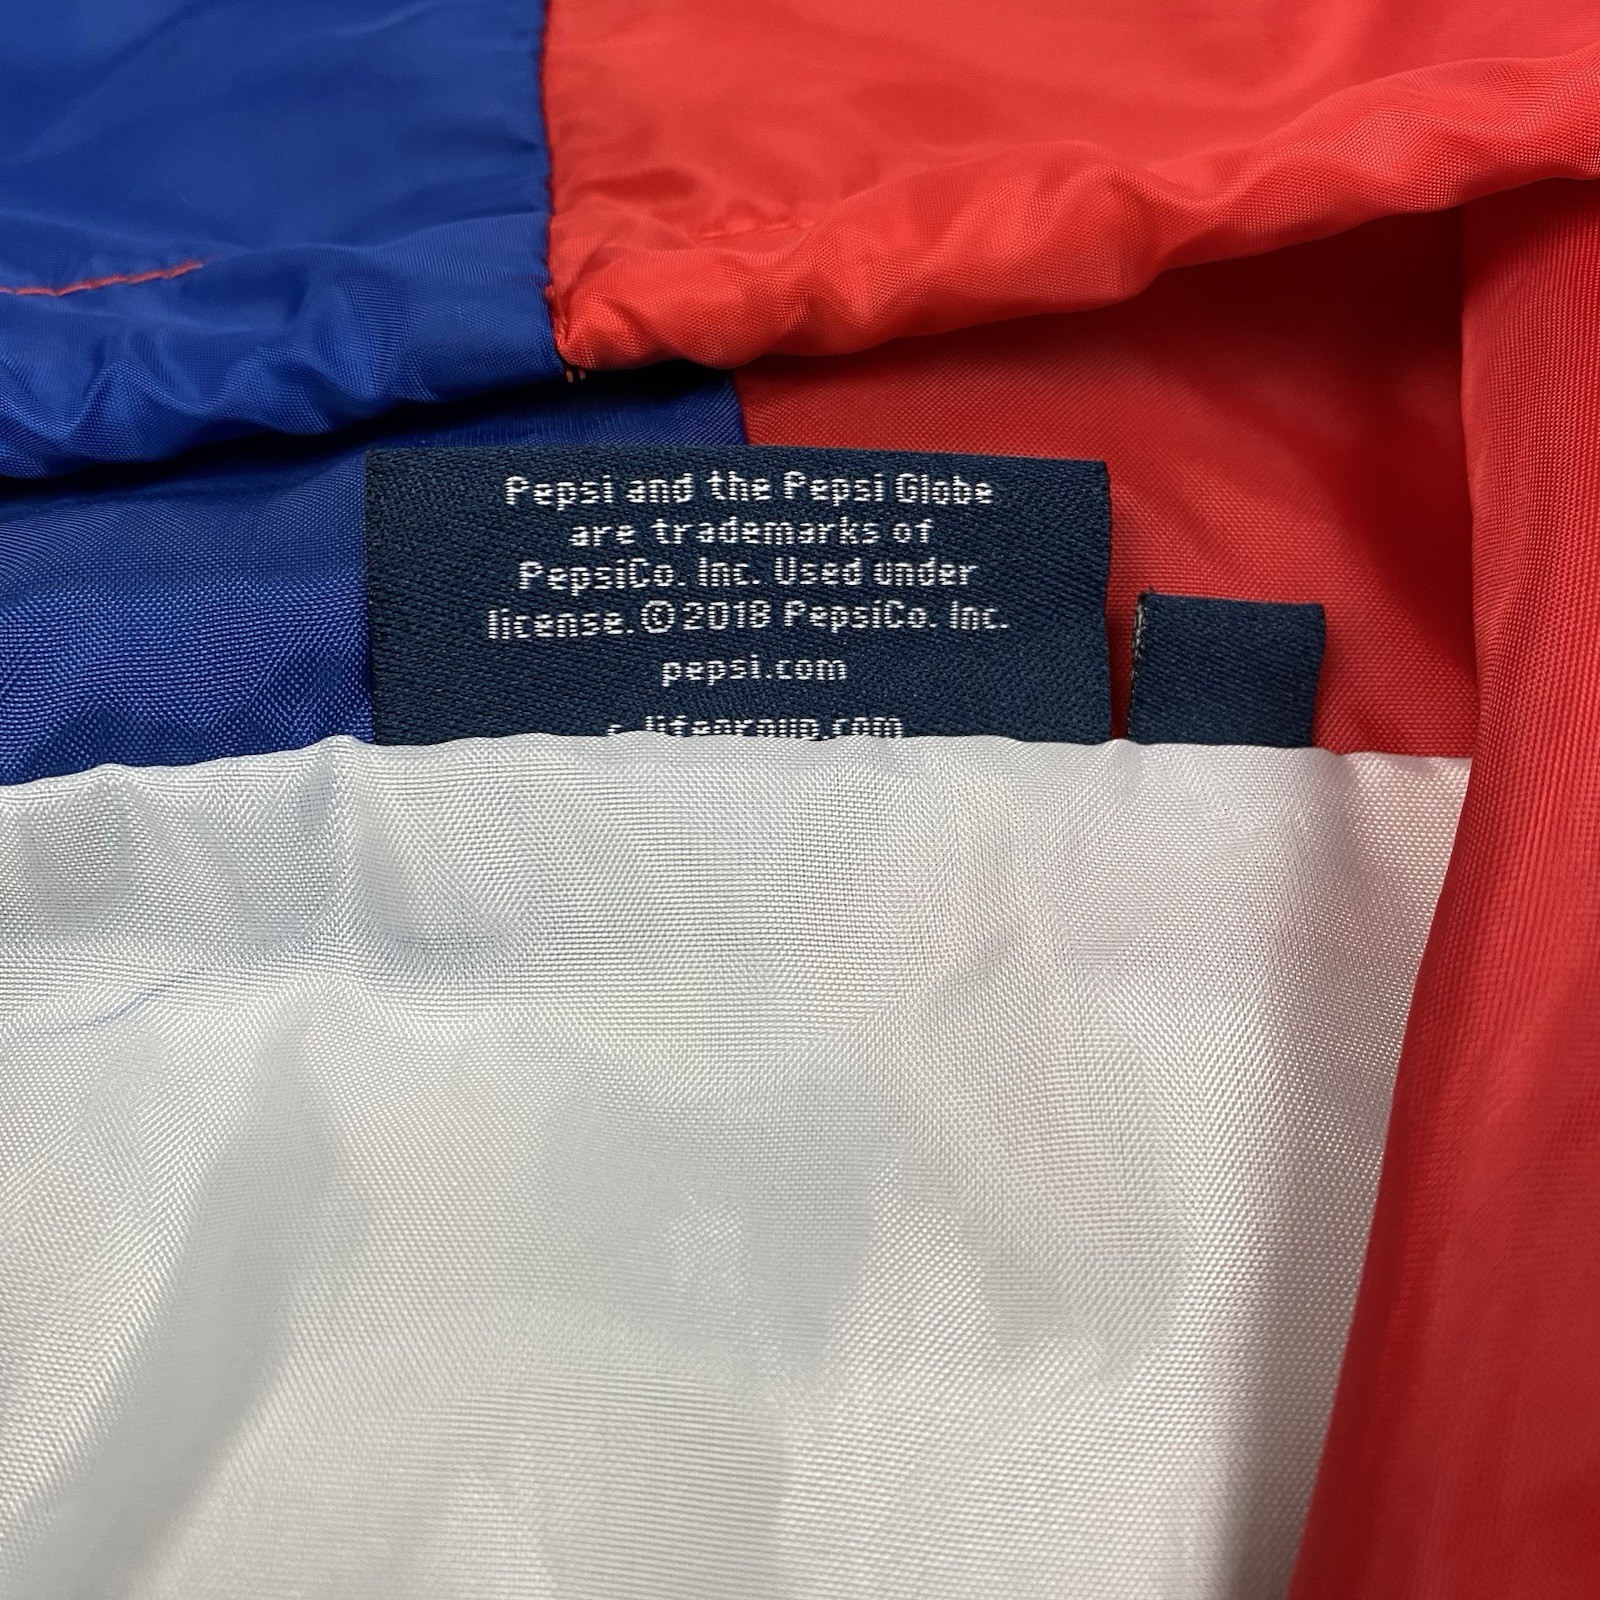 Pepsi and the Pepsi Globe
are trademarks of
PepsiCo. Inc. Used under
license. ©2018 PepsiCo. Inc.
pepsi.com